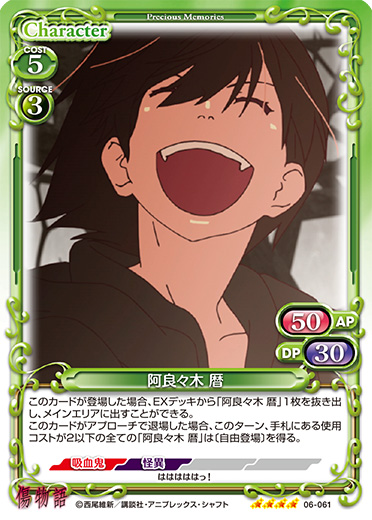 Precious Memories
Character
COST
5
SOURCE
3
50 AP
DP 30
阿良々木 暦
このカードが登場した場合、EXデッキから「阿良々木 暦」1枚を抜き出
し、メインエリアに出すことができる。
このカードがアプローチで退場した場合、このターン、手札にある使用
コストが2以下の全ての「阿良々木 暦」は〔自由登場〕を得る。
吸血鬼 怪異
はははははっ!
傷物語
©西尾維新/講談社・アニプレックス・シャフト
★★★★ 06-061